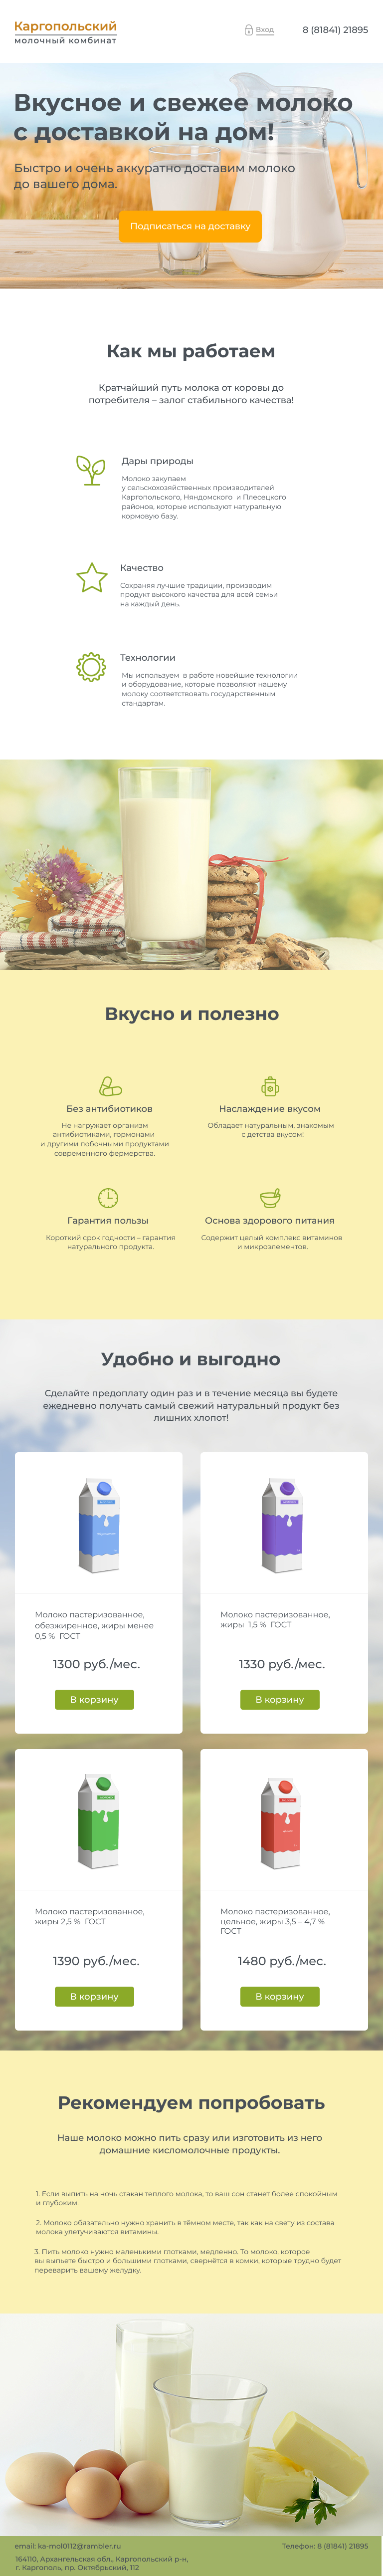 Каргопольский
молочный комбинат
Вход
8 (81841) 21895
Вкусное и свежее молоко
с доставкой на дом!
Быстро и очень аккуратно доставим молоко
до вашего дома.
Подписаться на доставку
Как мы работаем
Кратчайший путь молока от коровы до
потребителя – залог стабильного качества!
Дары природы
Молоко закупаем
у сельскохозяйственных производителей
Каргопольского, Няндомского и Плесецкого
районов, которые используют натуральную
кормовую базу.
Качество
Сохраняя лучшие традиции, производим
продукт высокого качества для всей семьи
на каждый день.
Технологии
Мы используем в работе новейшие технологии
и оборудование, которые позволяют нашему
молоку соответствовать государственным
стандартам.
Вкусно и полезно
Без антибиотиков
Не нагружает организм
антибиотиками, гормонами
и другими побочными продуктами
современного фермерства.
Наслаждение вкусом
Обладает натуральным, знакомым
с детства вкусом!
Гарантия пользы
Короткий срок годности – гарантия
натурального продукта.
Основа здорового питания
Содержит целый комплекс витаминов
и микроэлементов.
Удобно и выгодно
Сделайте предоплату один раз и в течение месяца вы будете
ежедневно получать самый свежий натуральный продукт без
лишних хлопот!
Молоко пастеризованное,
обезжиренное, жиры менее
0,5 % ГОСТ
1300 руб./мес.
В корзину
Молоко пастеризованное,
жиры 1,5 % ГОСТ
1330 руб./мес.
В корзину
Молоко пастеризованное,
жиры 2,5 % ГОСТ
1390 руб./мес.
В корзину
Молоко пастеризованное,
цельное, жиры 3,5 – 4,7 %
ГОСТ
1480 руб./мес.
В корзину
Рекомендуем попробовать
Наше молоко можно пить сразу или изготовить из него
домашние кисломолочные продукты.
1. Если выпить на ночь стакан теплого молока, то ваш сон станет более спокойным
и глубоким.
2. Молоко обязательно нужно хранить в тёмном месте, так как на свету из состава
молока улетучиваются витамины.
3. Пить молоко нужно маленькими глотками, медленно. То молоко, которое
вы выпьете быстро и большими глотками, свернётся в комки, которые трудно будет
переварить вашему желудку.
email: ka-mol0112@rambler.ru
Телефон: 8 (81841) 21895
164110, Архангельская обл., Каргопольский р-н,
г. Каргополь, пр. Октябрьский, 112